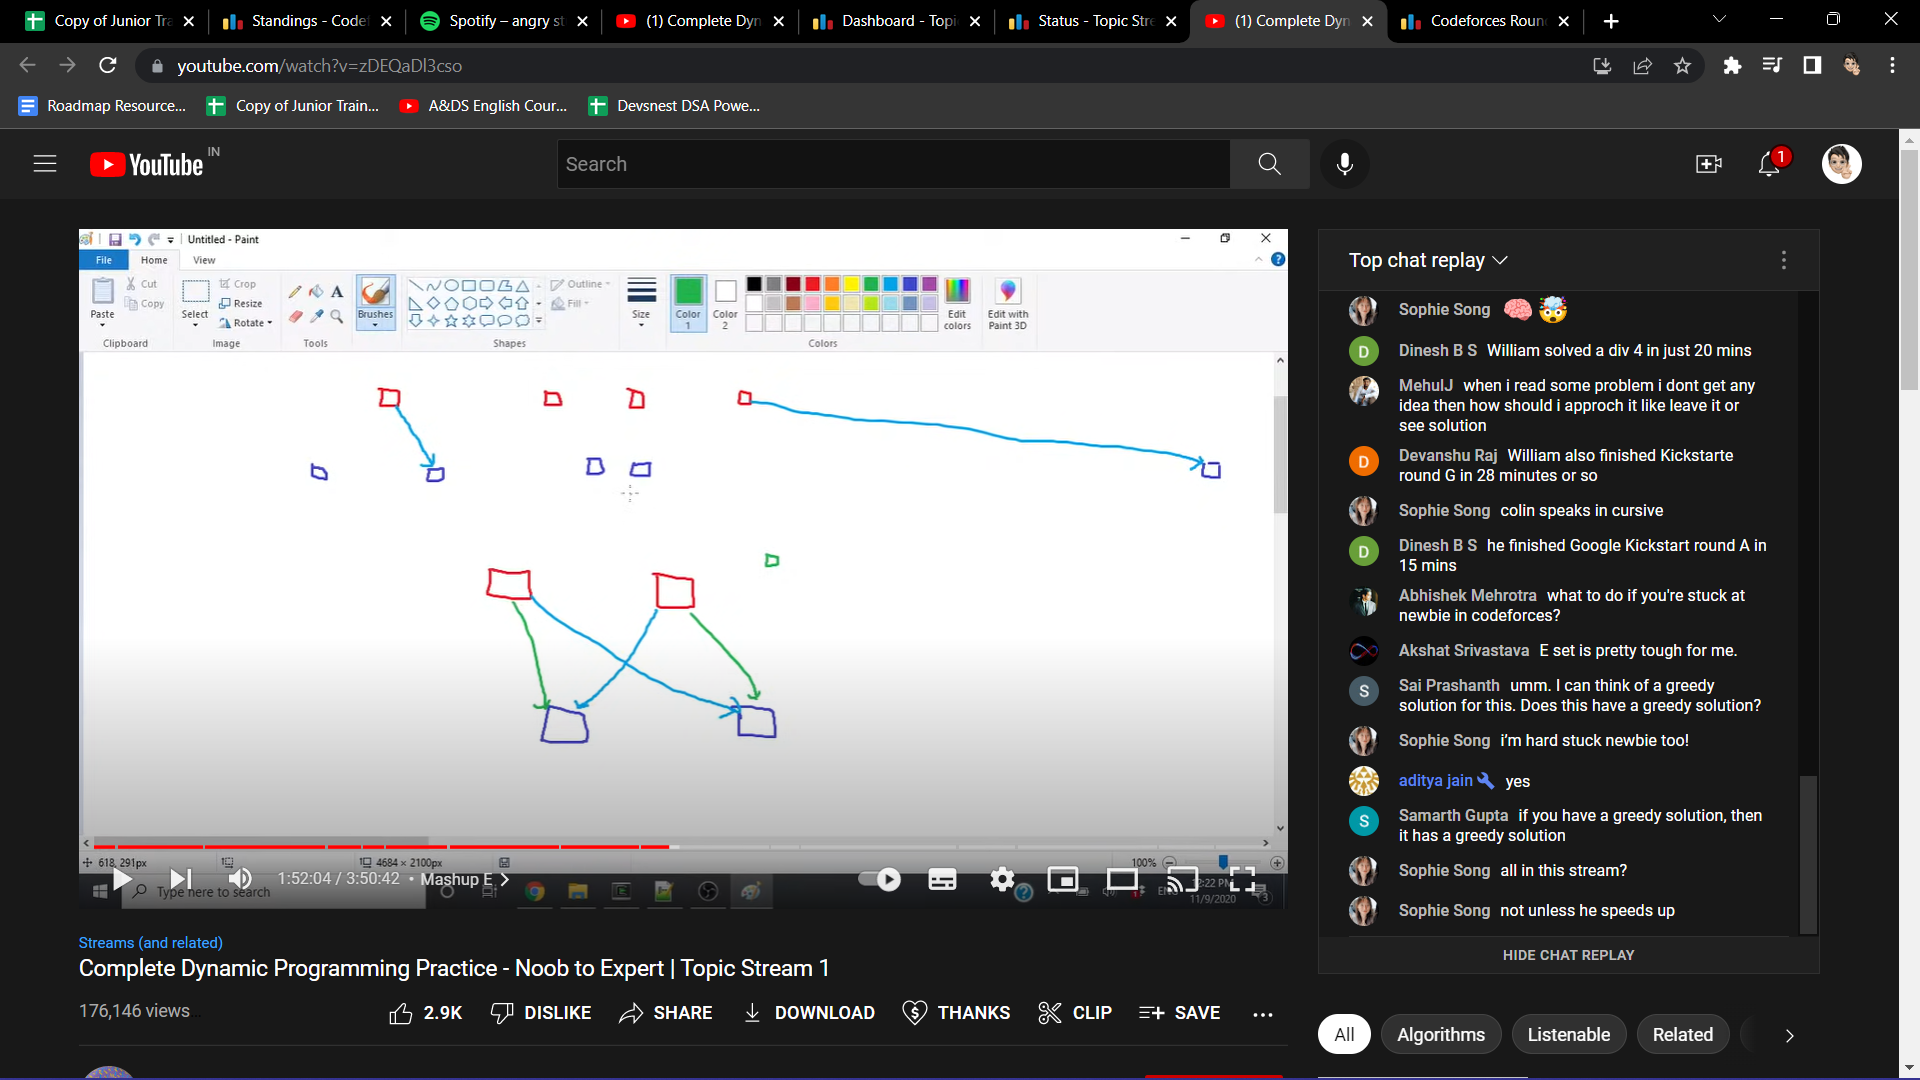 Copy of Junior Tra
Standings - Codef
Spotify – angry st
(1) Complete Dyn
Dashboard - Topi
Status - Topic Stre
(1) Complete Dyn
Codeforces Roun
youtube.com/watch?v=zDEQaDl3cso
Roadmap Resource...
Copy of Junior Train...
A&DS English Cour...
Devsnest DSA Powe...
YouTube IN
Search
1
Untitled - Paint
File Home View
Paste
Cut
Copy
Clipboard
Select
Crop
Resize
Rotate
Image
A
Tools
Brushes
Shapes
Outline
Fill
Size
Color 1
Color 2
Colors
Edit colors
Edit with Paint 3D
618, 291px
4684 × 2100px
100%
1:52:04 / 3:50:42 • Mashup E
Type here to search
11/9/2020
3
Top chat replay
Sophie Song 🧠🤯
Dinesh B S William solved a div 4 in just 20 mins
MehulJ when i read some problem i dont get any
idea then how should i approch it like leave it or
see solution
Devanshu Raj William also finished Kickstarte
round G in 28 minutes or so
Sophie Song colin speaks in cursive
Dinesh B S he finished Google Kickstart round A in
15 mins
Abhishek Mehrotra what to do if you're stuck at
newbie in codeforces?
Akshat Srivastava E set is pretty tough for me.
Sai Prashanth umm. I can think of a greedy
solution for this. Does this have a greedy solution?
Sophie Song i'm hard stuck newbie too!
aditya jain yes
Samarth Gupta if you have a greedy solution, then
it has a greedy solution
Sophie Song all in this stream?
Sophie Song not unless he speeds up
HIDE CHAT REPLAY
Streams (and related)
Complete Dynamic Programming Practice - Noob to Expert | Topic Stream 1
176,146 views
2.9K
DISLIKE
SHARE
DOWNLOAD
THANKS
CLIP
SAVE
All
Algorithms
Listenable
Related